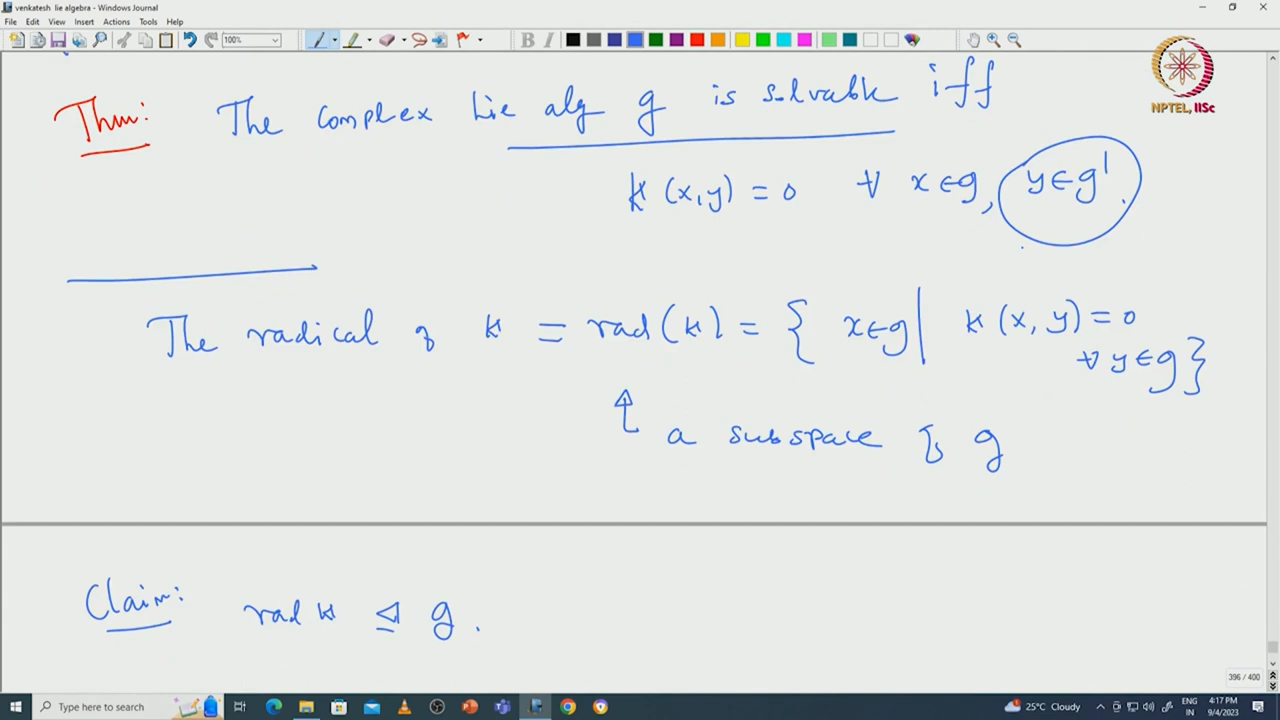 venkatesh lie algebra - Windows Journal
File Edit View Insert Actions Tools Help
100%
B I
NPTEL, IISc
Thm: The complex Lie alg g is solvable iff
κ(x,y) = 0 ∀ x∈g, y∈g'.
The radical of κ = rad(κ) = { x∈g | κ(x, y) = 0
∀ y∈g }
↑ a subspace of g
Claim: rad κ ⊴ g.
396 / 400
Type here to search
25°C Cloudy
ENG
IN
4:17 PM
9/4/2023